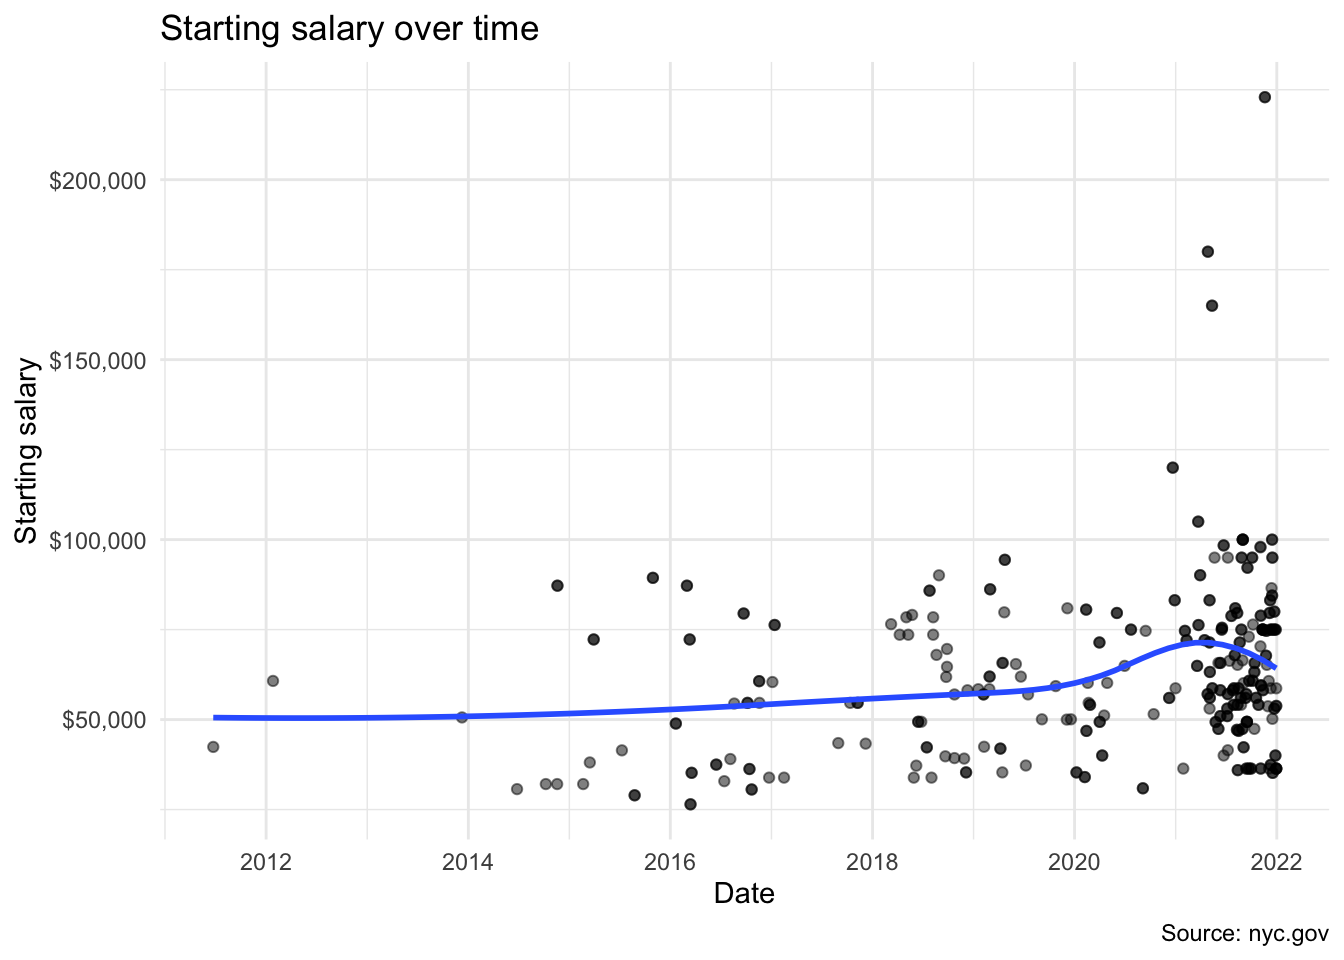 Starting salary over time
Starting salary
$200,000
$150,000
$100,000
$50,000
2012 2014 2016 2018 2020 2022
Date
Source: nyc.gov